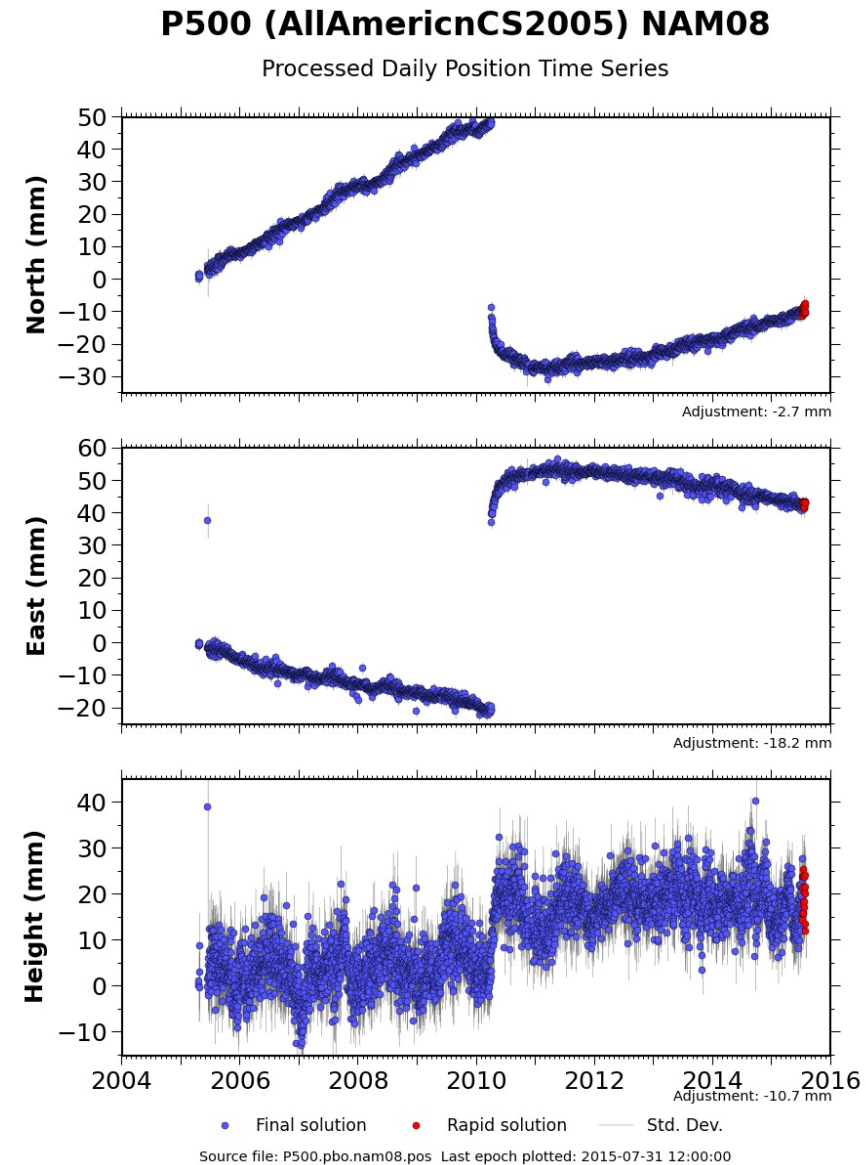 P500 (AllAmericnCS2005) NAM08
Processed Daily Position Time Series
North (mm)
50
40
30
20
10
0
−10
−20
−30
Adjustment: -2.7 mm
East (mm)
60
50
40
30
20
10
0
−10
−20
Adjustment: -18.2 mm
Height (mm)
40
30
20
10
0
−10
2004 2006 2008 2010 2012 2014 2016
Adjustment: -10.7 mm
Final solution Rapid solution Std. Dev.
Source file: P500.pbo.nam08.pos Last epoch plotted: 2015-07-31 12:00:00